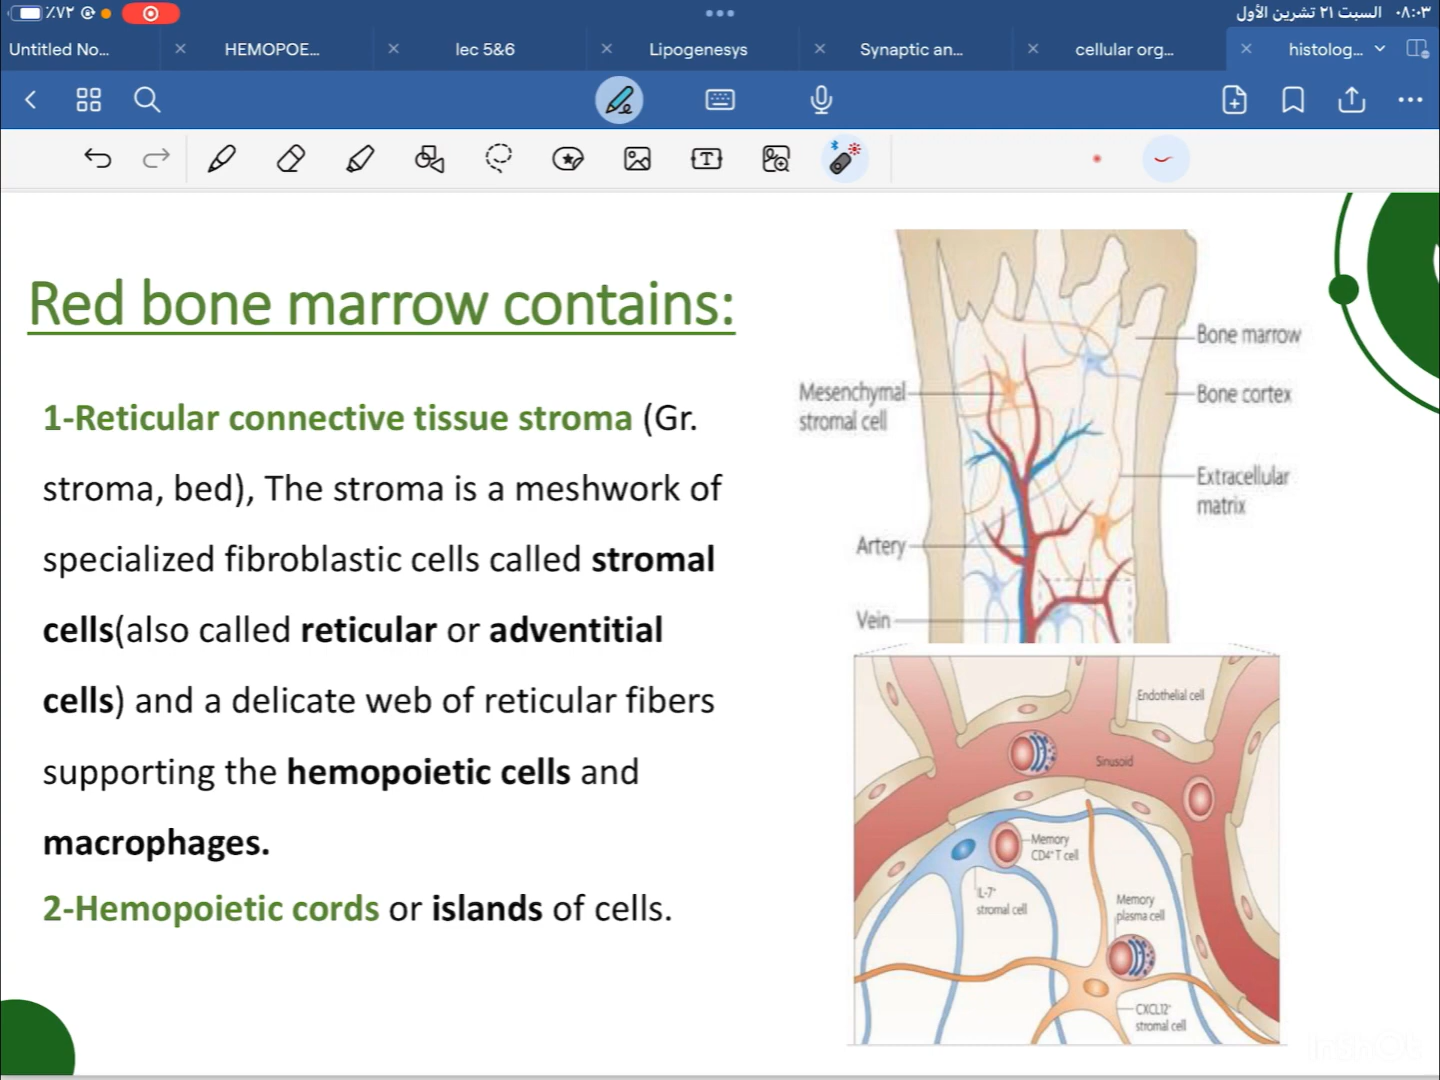 ٪٧٢
السبت ٢١ تشرين الأول ٠٨:٠٣
Untitled No...
HEMOPOE...
lec 5&6
Lipogenesys
Synaptic an...
cellular org...
histolog...
Red bone marrow contains:
1-Reticular connective tissue stroma (Gr.
stroma, bed), The stroma is a meshwork of
specialized fibroblastic cells called stromal
cells(also called reticular or adventitial
cells) and a delicate web of reticular fibers
supporting the hemopoietic cells and
macrophages.
2-Hemopoietic cords or islands of cells.
Bone marrow
Mesenchymal
stromal cell
Bone cortex
Extracellular
matrix
Artery
Vein
Endothelial cell
Sinusoid
Memory
CD4⁺ T cell
IL-7⁺
stromal cell
Memory
plasma cell
CXCL12⁺
stromal cell